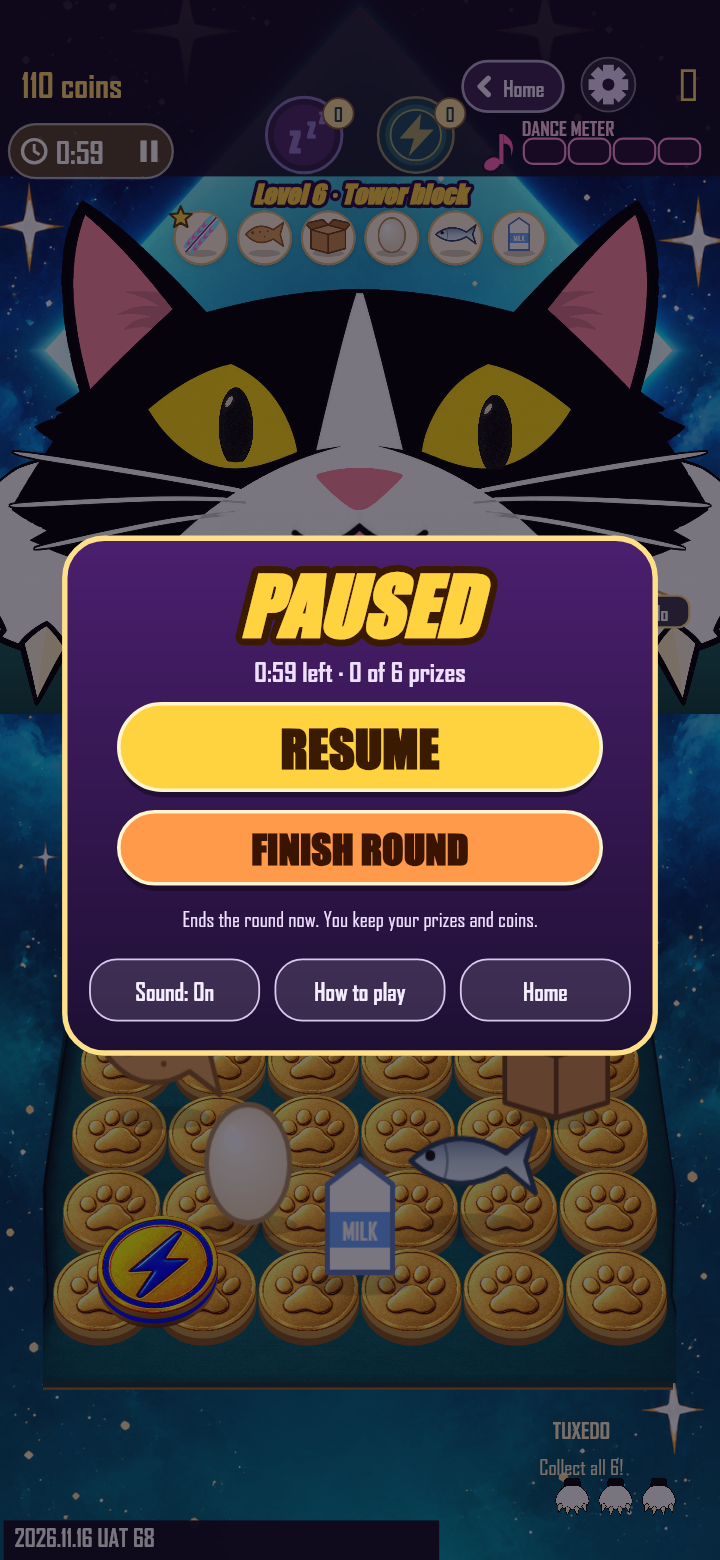 110 coins
Home
0:59
0
0
DANCE METER
Level 6 · Tower block
MILK
PAUSED
0:59 left · 0 of 6 prizes
RESUME
FINISH ROUND
Ends the round now. You keep your prizes and coins.
Sound: On
How to play
Home
MILK
TUXEDO
Collect all 6!
2026.11.16 UAT 68